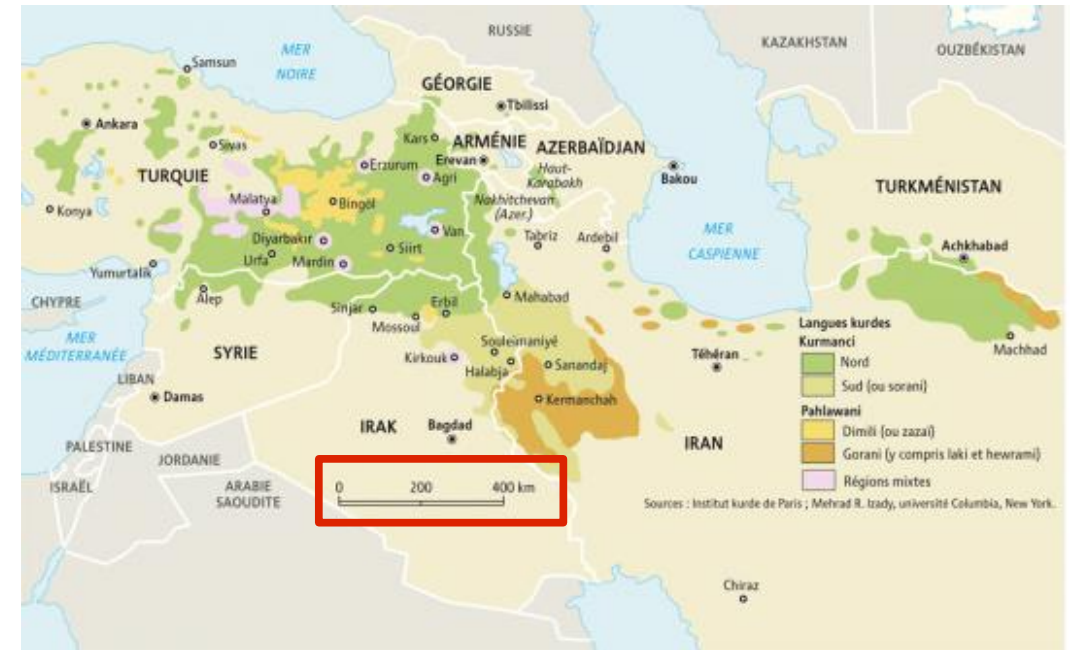 RUSSIE
KAZAKHSTAN
OUZBÉKISTAN
MER
NOIRE
Samsun
GÉORGIE
Tbilissi
Ankara
Sivas
Kars
ARMÉNIE
AZERBAÏDJAN
Erzurum
Erevan
Haut-
Karabakh
Bakou
TURQUIE
Agri
TURKMÉNISTAN
Malatya
Bingöl
Nakhitchevan
(Azer.)
Konya
Van
Tabriz
Ardebil
MER
CASPIENNE
Achkhabad
Diyarbakır
Siirt
Urfa
Mardin
Yumurtalik
CHYPRE
Alep
Sinjar
Erbil
Mahabad
Mossoul
Langues kurdes
Kurmanci
MER
MÉDITERRANÉE
SYRIE
Souleimaniyé
Téhéran
Nord
Machhad
Kirkouk
Halabja
Sanandaj
Sud (ou sorani)
LIBAN
Damas
Kermanchah
Pahlawani
IRAK
Bagdad
Dimili (ou zazaï)
PALESTINE
IRAN
Gorani (y compris laki et hewrami)
JORDANIE
ISRAËL
ARABIE
SAOUDITE
0 200 400 km
Régions mixtes
Sources : Institut kurde de Paris ; Mehrad R. Izady, université Columbia, New York.
Chiraz